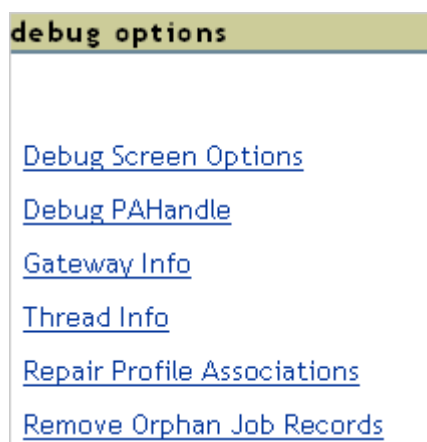 debug options
Debug Screen Options
Debug PAHandle
Gateway Info
Thread Info
Repair Profile Associations
Remove Orphan Job Records